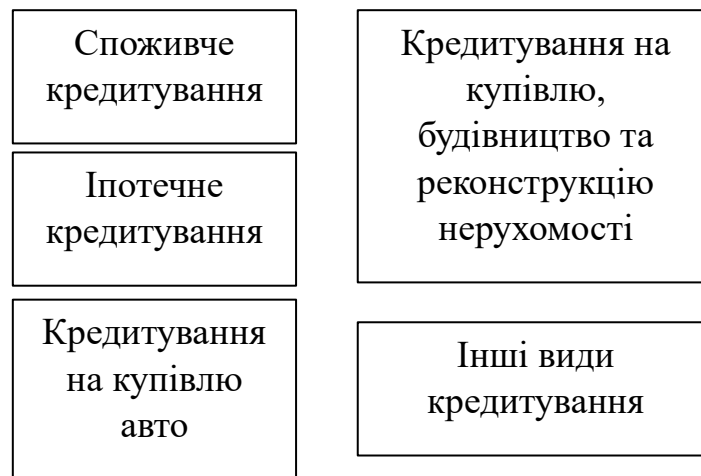 Споживче
кредитування
Іпотечне
кредитування
Кредитування
на купівлю
авто
Кредитування на
купівлю,
будівництво та
реконструкцію
нерухомості
Інші види
кредитування